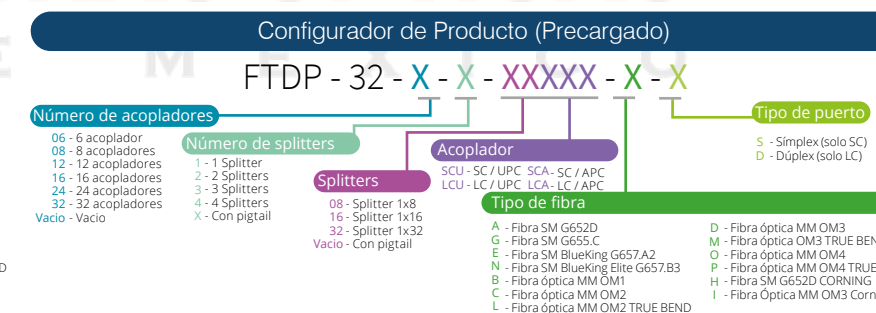 Configurador de Producto (Precargado)
FTDP - 32 - X - X - XXXXX - X - X
Número de acopladores
06 - 6 acoplador
08 - 8 acopladores
12 - 12 acopladores
16 - 16 acopladores
24 - 24 acopladores
32 - 32 acopladores
Vacio - Vacio
Número de splitters
1 - 1 Splitter
2 - 2 Splitters
3 - 3 Splitters
4 - 4 Splitters
X - Con pigtail
Splitters
08 - Splitter 1x8
16 - Splitter 1x16
32 - Splitter 1x32
Vacio - Con pigtail
Acoplador
SCU - SC / UPC SCA - SC / APC
LCU - LC / UPC LCA - LC / APC
Tipo de fibra
A - Fibra SM G652D
G - Fibra SM G655.C
E - Fibra SM BlueKing G657.A2
N - Fibra SM BlueKing Elite G657.B3
B - Fibra óptica MM OM1
C - Fibra óptica MM OM2
L - Fibra óptica MM OM2 TRUE BEND
D - Fibra óptica MM OM3
M - Fibra óptica OM3 TRUE BEN
O - Fibra óptica MM OM4
P - Fibra óptica MM OM4 TRUE
H - Fibra SM G652D CORNING
I - Fibra Óptica MM OM3 Corn
Tipo de puerto
S - Símplex (solo SC)
D - Dúplex (solo LC)
D